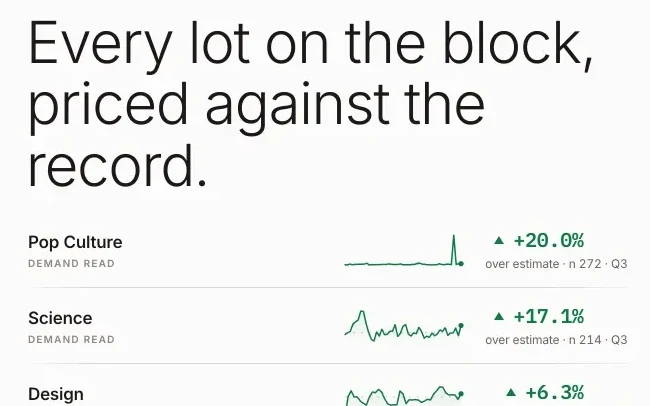 Every lot on the block,
priced against the
record.
Pop Culture
DEMAND READ
▲ +20.0%
over estimate · n 272 · Q3
Science
DEMAND READ
▲ +17.1%
over estimate · n 214 · Q3
Design
▲ +6.3%